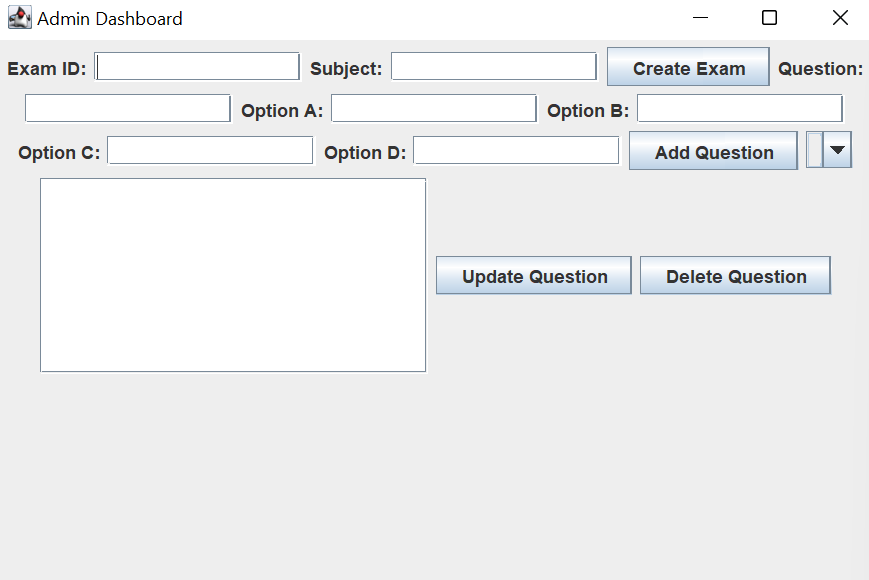 Admin Dashboard
Exam ID: Subject: Create Exam Question:
Option A: Option B:
Option C: Option D: Add Question
Update Question Delete Question